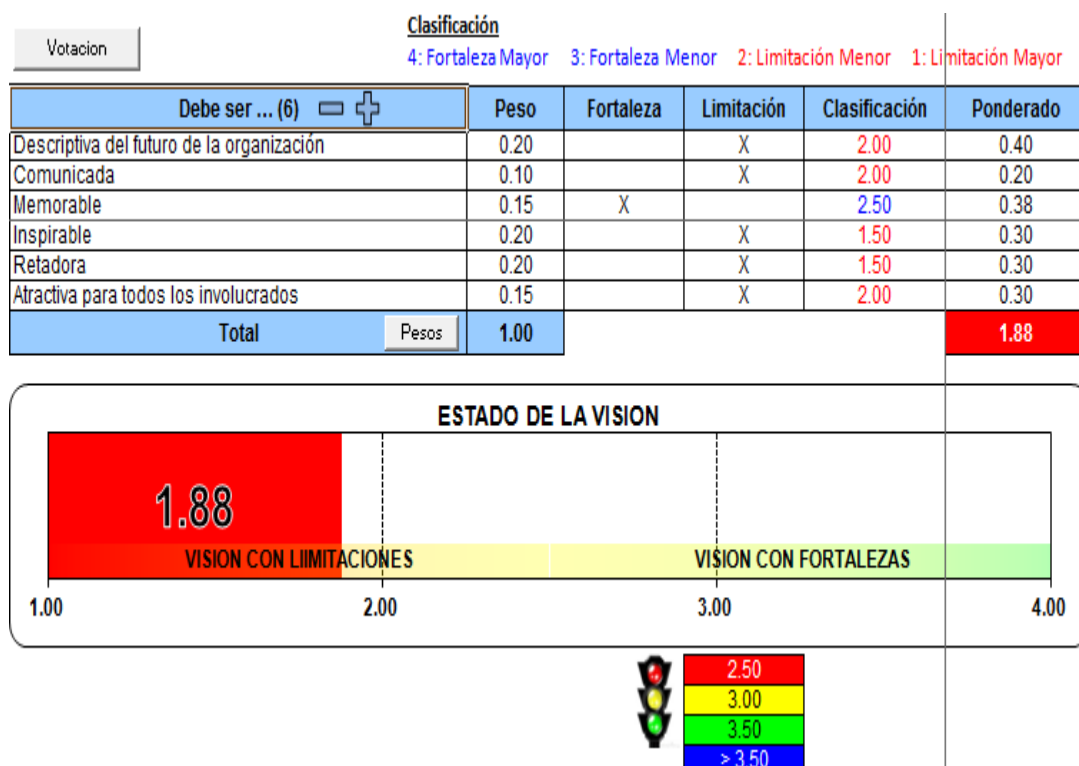 Votacion
Clasificación
4: Fortaleza Mayor 3: Fortaleza Menor 2: Limitación Menor 1: Limitación Mayor
Debe ser ... (6) Peso Fortaleza Limitación Clasificación Ponderado
Descriptiva del futuro de la organización 0.20 X 2.00 0.40
Comunicada 0.10 X 2.00 0.20
Memorable 0.15 X 2.50 0.38
Inspirable 0.20 X 1.50 0.30
Retadora 0.20 X 1.50 0.30
Atractiva para todos los involucrados 0.15 X 2.00 0.30
Total Pesos 1.00 1.88
ESTADO DE LA VISION
1.88
VISION CON LIIMITACIONES VISION CON FORTALEZAS
1.00 2.00 3.00 4.00
2.50
3.00
3.50
> 3.50